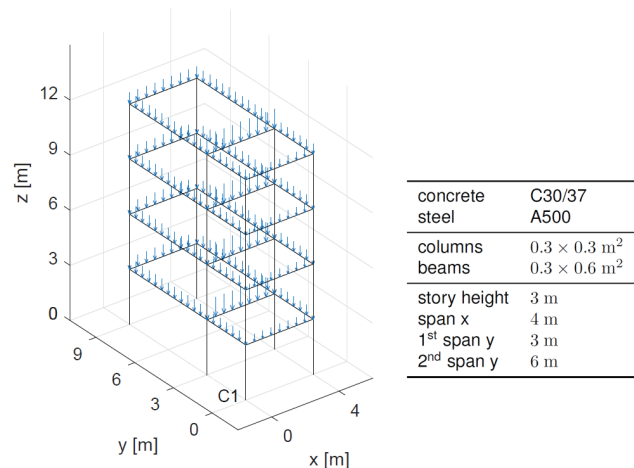 12
9
6
3
0
z [m]
9
6
3
0
y [m]
C1
0
4
x [m]
concrete C30/37
steel A500
columns 0.3 × 0.3 m²
beams 0.3 × 0.6 m²
story height 3 m
span x 4 m
1st span y 3 m
2nd span y 6 m